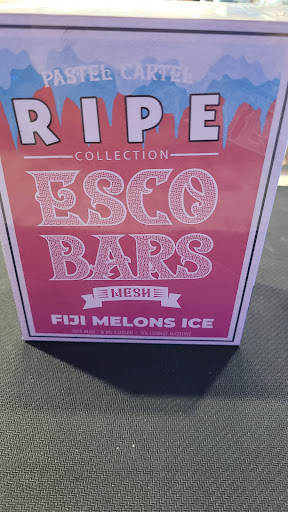 PASTEL CARTEL
RIPE
COLLECTION
ESCO
BARS
MESH
FIJI MELONS ICE